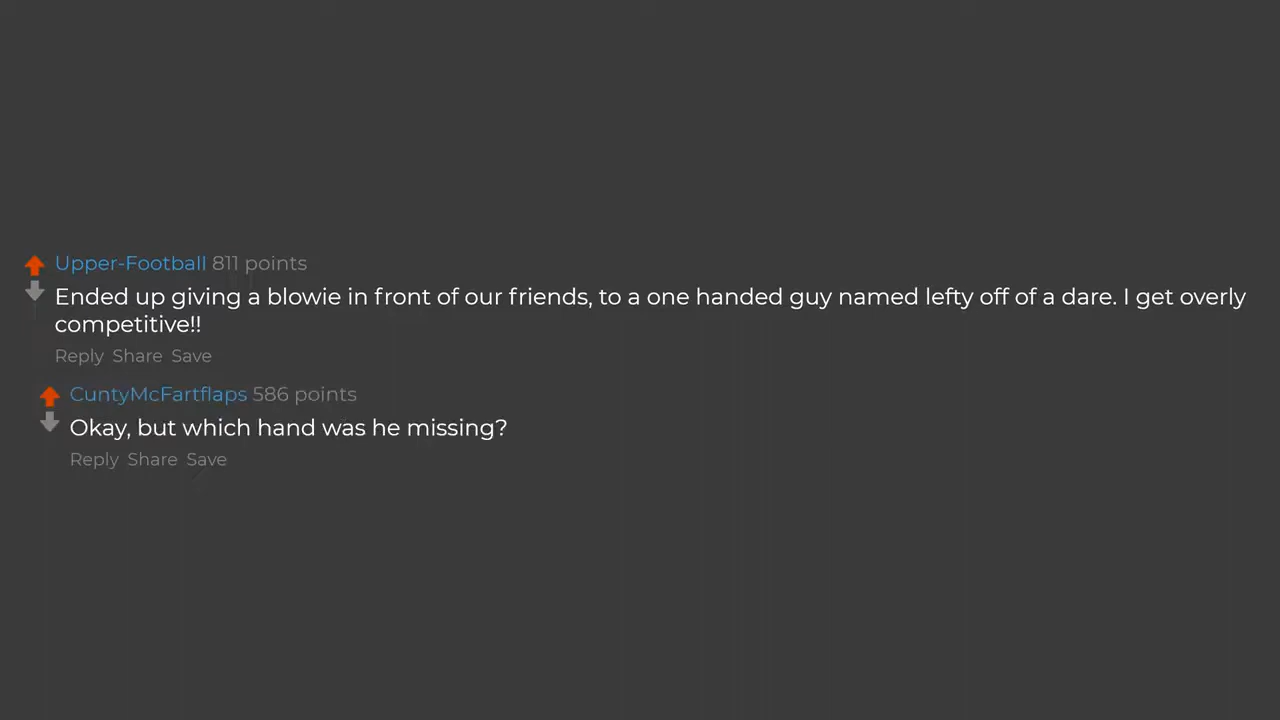 Upper-Football 811 points
Ended up giving a blowie in front of our friends, to a one handed guy named lefty off of a dare. I get overly
competitive!!
Reply Share Save
CuntyMcFartflaps 586 points
Okay, but which hand was he missing?
Reply Share Save